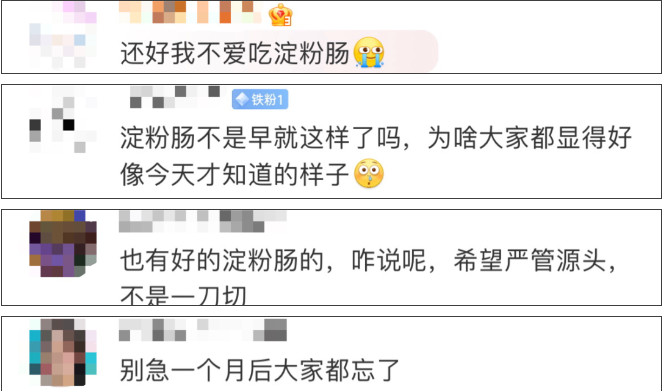 还好我不爱吃淀粉肠
铁粉1
淀粉肠不是早就这样了吗，为啥大家都显得好
像今天才知道的样子
也有好的淀粉肠的，咋说呢，希望严管源头，
不是一刀切
别急一个月后大家都忘了